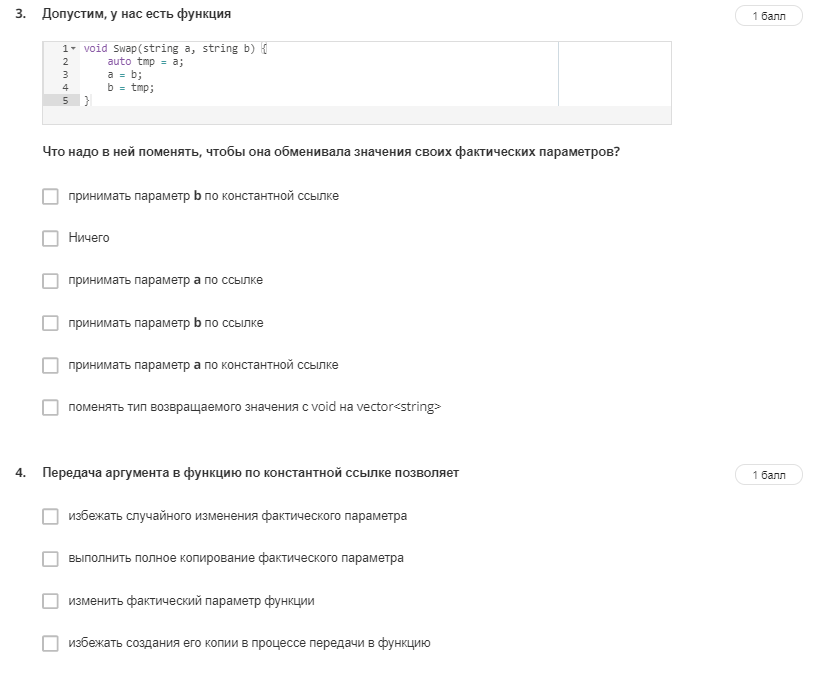 3. Допустим, у нас есть функция
1 балл
1 void Swap(string a, string b) {
2 auto tmp = a;
3 a = b;
4 b = tmp;
5 }
Что надо в ней поменять, чтобы она обменивала значения своих фактических параметров?
принимать параметр b по константной ссылке
Ничего
принимать параметр a по ссылке
принимать параметр b по ссылке
принимать параметр a по константной ссылке
поменять тип возвращаемого значения с void на vector<string>
4. Передача аргумента в функцию по константной ссылке позволяет
1 балл
избежать случайного изменения фактического параметра
выполнить полное копирование фактического параметра
изменить фактический параметр функции
избежать создания его копии в процессе передачи в функцию